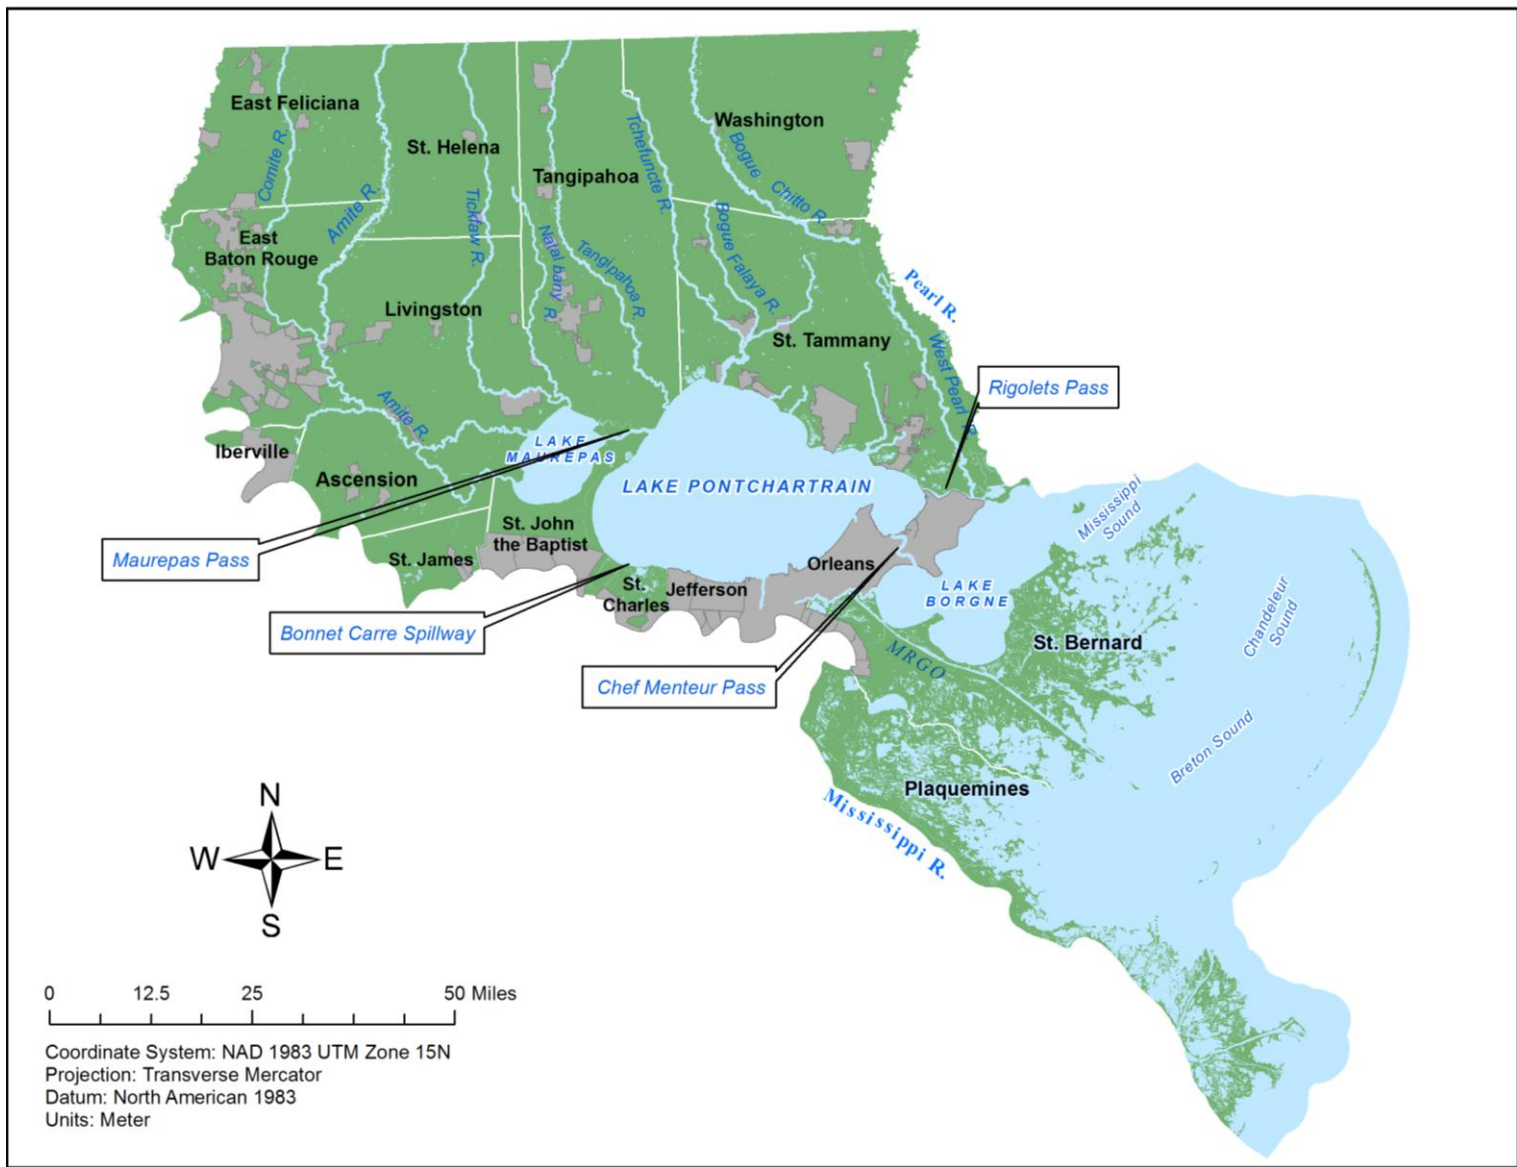 East Feliciana
Comite R.
Amite R.
St. Helena
Tickfaw R.
Tangipahoa
Natal bany R.
Tangipahoa R.
Tchefuncte R.
Washington
Bogue Chitto R.
Bogue Falaya R.
East
Baton Rouge
Livingston
St. Tammany
Pearl R.
West Pearl R.
Rigolets Pass
Amite R.
Iberville
Ascension
LAKE
MAUREPAS
LAKE PONTCHARTRAIN
Mississippi
Sound
St. John
the Baptist
Maurepas Pass
St. James
Orleans
St.
Charles
Jefferson
LAKE
BORGNE
Chandeleur
Sound
Bonnet Carre Spillway
MRGO
St. Bernard
Chef Menteur Pass
Breton Sound
Plaquemines
Mississippi R.
N
W E
S
0 12.5 25 50 Miles
Coordinate System: NAD 1983 UTM Zone 15N
Projection: Transverse Mercator
Datum: North American 1983
Units: Meter